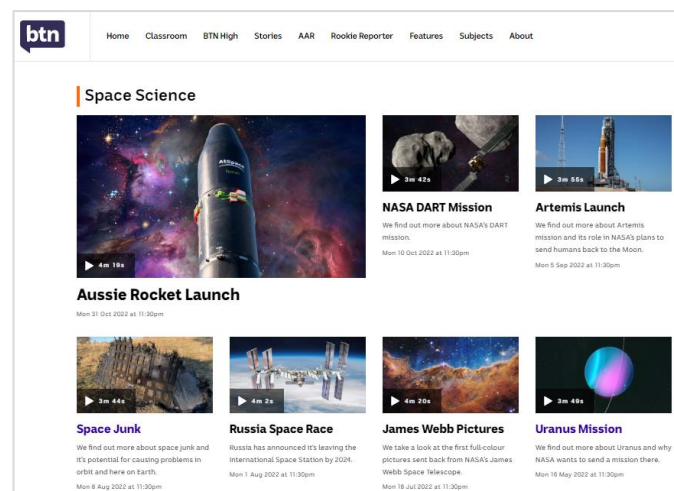 btn
Home Classroom BTN High Stories AAR Rookie Reporter Features Subjects About
Space Science
ATSpace
4m 19s
Aussie Rocket Launch
Mon 31 Oct 2022 at 11:30pm
3m 42s
NASA DART Mission
We find out more about NASA's DART
mission.
Mon 10 Oct 2022 at 11:30pm
3m 55s
Artemis Launch
We find out more about Artemis
mission and its role in NASA's plans to
send humans back to the Moon.
Mon 5 Sep 2022 at 11:30pm
3m 44s
Space Junk
We find out more about space junk and
it's potential for causing problems in
orbit and here on Earth.
Mon 8 Aug 2022 at 11:30pm
4m 2s
Russia Space Race
Russia has announced it's leaving the
International Space Station by 2024.
Mon 1 Aug 2022 at 11:30pm
4m 20s
James Webb Pictures
We take a look at the first full-colour
pictures sent back from NASA's James
Webb Space Telescope.
Mon 18 Jul 2022 at 11:30pm
3m 49s
Uranus Mission
We find out more about Uranus and why
NASA wants to send a mission there.
Mon 16 May 2022 at 11:30pm